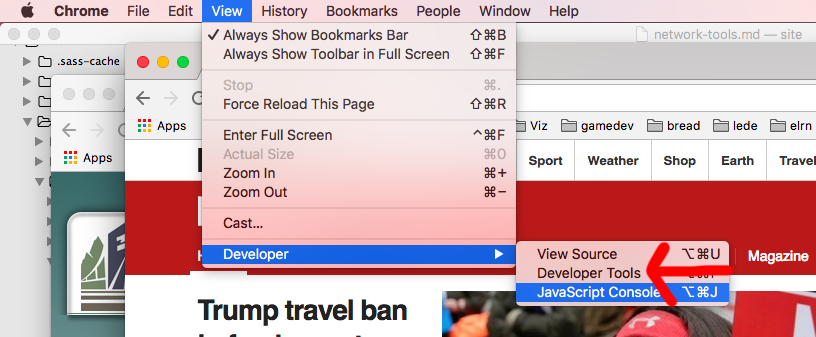 Chrome File Edit View History Bookmarks People Window Help
network-tools.md — site
.sass-cache
✓ Always Show Bookmarks Bar ⇧⌘B
Always Show Toolbar in Full Screen ⇧⌘F
Stop ⌘.
Force Reload This Page ⇧⌘R
Enter Full Screen ^⌘F
Actual Size ⌘0
Zoom In ⌘+
Zoom Out ⌘−
Cast...
Developer
View Source ⌥⌘U
Developer Tools
JavaScript Console ⌥⌘J
Apps
Apps
Viz gamedev bread lede elrn
Sport Weather Shop Earth Travel
Magazine
Trump travel ban